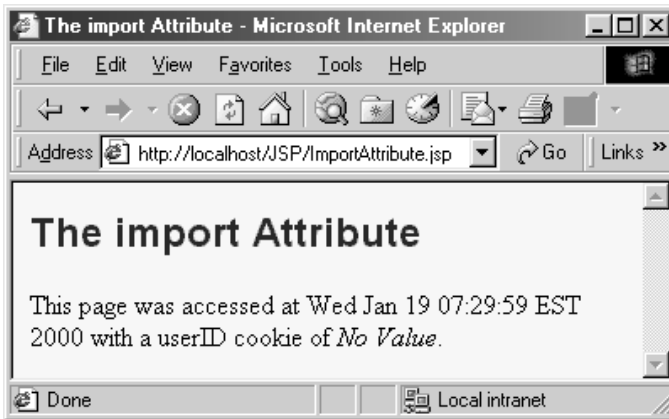 The import Attribute - Microsoft Internet Explorer
File Edit View Favorites Tools Help
Address http://localhost/JSP/ImportAttribute.jsp Go Links »
The import Attribute
This page was accessed at Wed Jan 19 07:29:59 EST
2000 with a userID cookie of No Value.
Done Local intranet